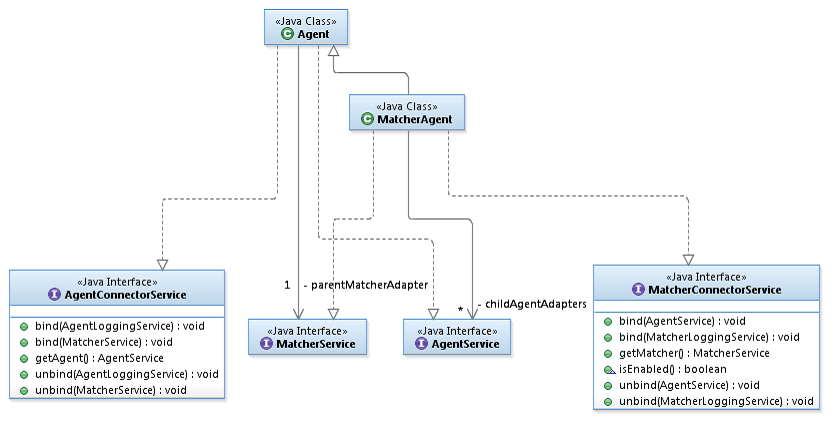 «Java Class»
C Agent
«Java Class»
C MatcherAgent
«Java Interface»
I AgentConnectorService
bind(AgentLoggingService) : void
bind(MatcherService) : void
getAgent() : AgentService
unbind(AgentLoggingService) : void
unbind(MatcherService) : void
1 - parentMatcherAdapter
* - childAgentAdapters
«Java Interface»
I MatcherService
«Java Interface»
I AgentService
«Java Interface»
I MatcherConnectorService
bind(AgentService) : void
bind(MatcherLoggingService) : void
getMatcher() : MatcherService
isEnabled() : boolean
unbind(AgentService) : void
unbind(MatcherLoggingService) : void